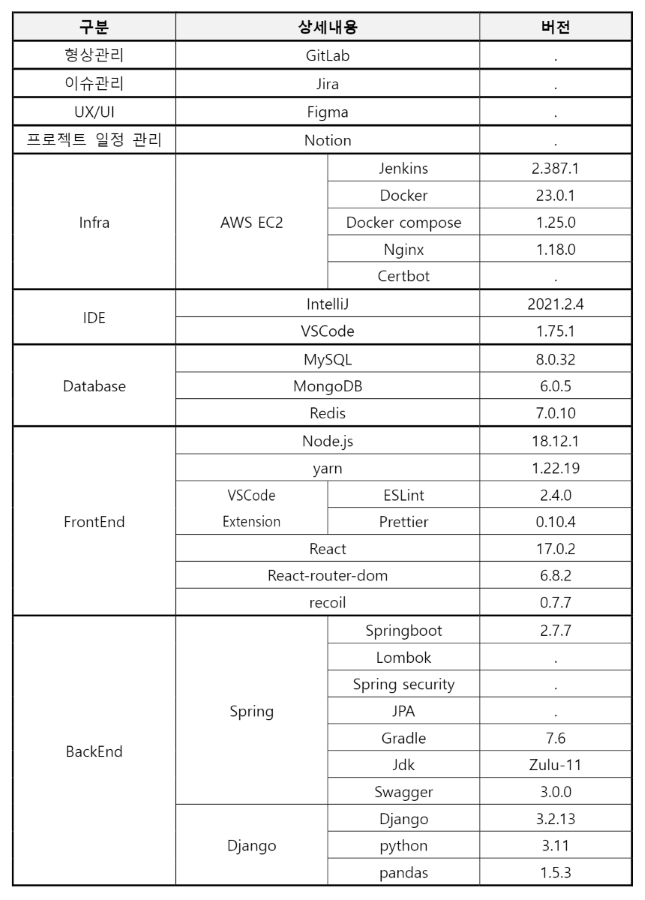 구분 상세내용 버전
형상관리 GitLab .
이슈관리 Jira .
UX/UI Figma .
프로젝트 일정 관리 Notion .
Infra AWS EC2 Jenkins 2.387.1
Docker 23.0.1
Docker compose 1.25.0
Nginx 1.18.0
Certbot .
IDE IntelliJ 2021.2.4
VSCode 1.75.1
Database MySQL 8.0.32
MongoDB 6.0.5
Redis 7.0.10
FrontEnd Node.js 18.12.1
yarn 1.22.19
VSCode Extension ESLint 2.4.0
Prettier 0.10.4
React 17.0.2
React-router-dom 6.8.2
recoil 0.7.7
BackEnd Spring Springboot 2.7.7
Lombok .
Spring security .
JPA .
Gradle 7.6
Jdk Zulu-11
Swagger 3.0.0
Django Django 3.2.13
python 3.11
pandas 1.5.3